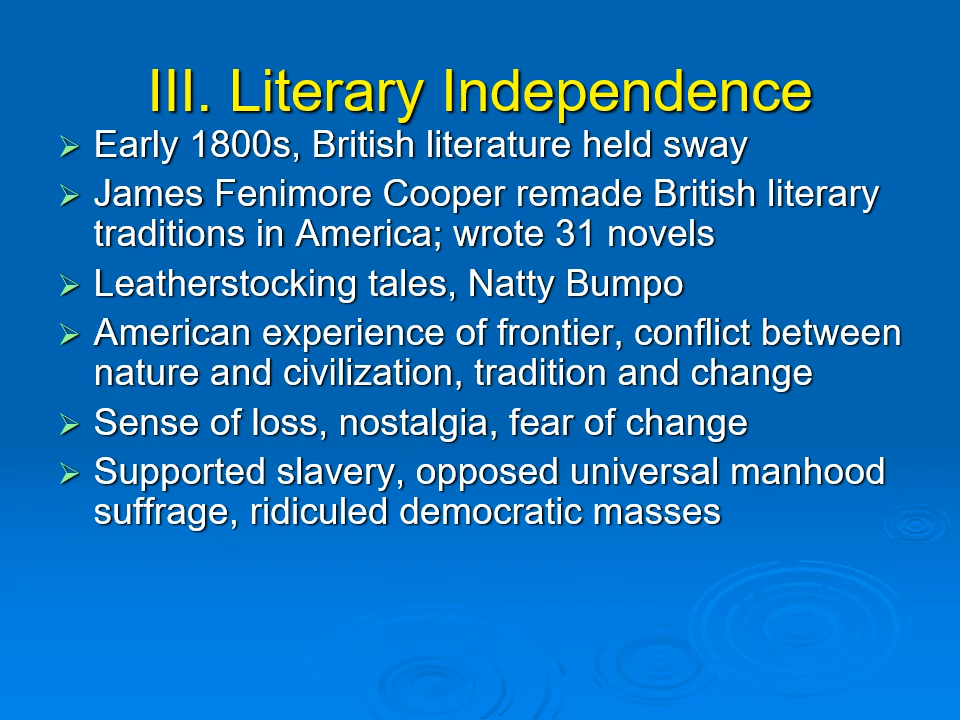 III. Literary Independence
Early 1800s, British literature held sway
James Fenimore Cooper remade British literary
traditions in America; wrote 31 novels
Leatherstocking tales, Natty Bumpo
American experience of frontier, conflict between
nature and civilization, tradition and change
Sense of loss, nostalgia, fear of change
Supported slavery, opposed universal manhood
suffrage, ridiculed democratic masses